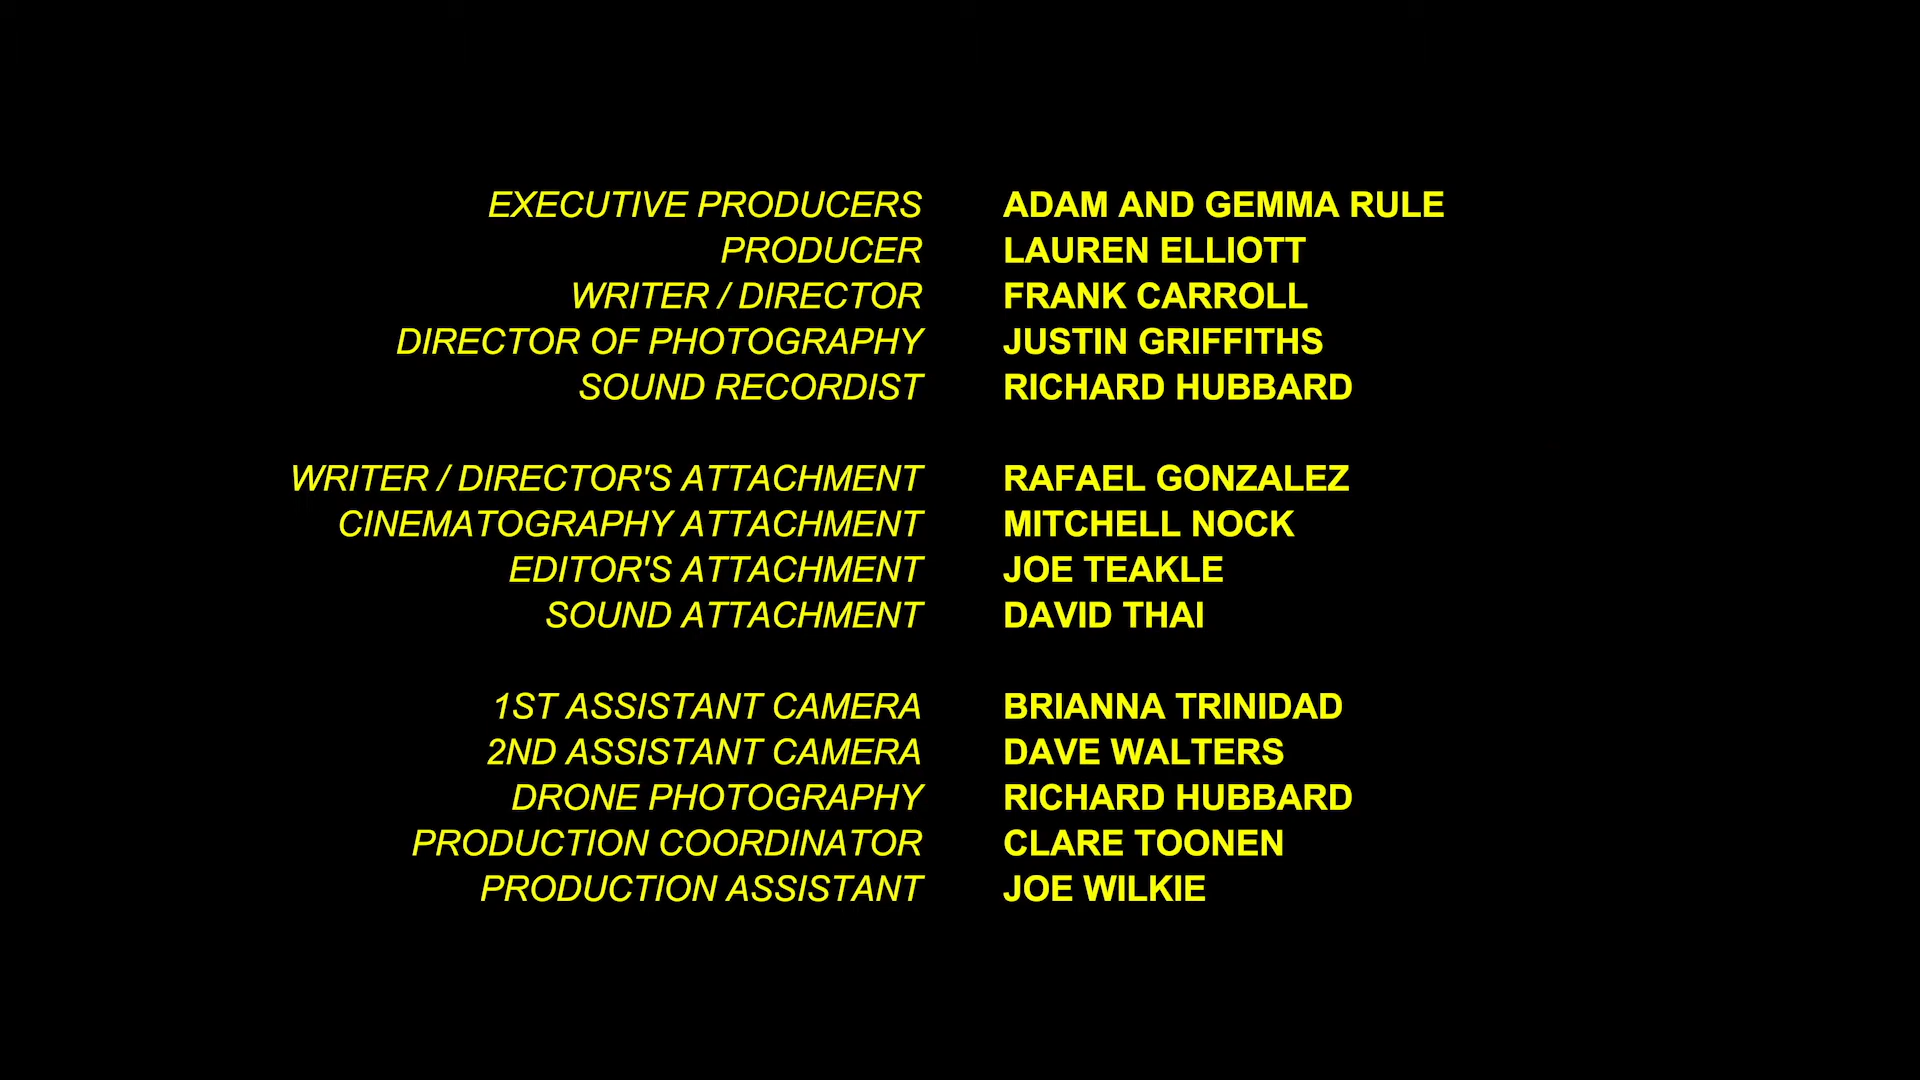 EXECUTIVE PRODUCERS ADAM AND GEMMA RULE
PRODUCER LAUREN ELLIOTT
WRITER / DIRECTOR FRANK CARROLL
DIRECTOR OF PHOTOGRAPHY JUSTIN GRIFFITHS
SOUND RECORDIST RICHARD HUBBARD
WRITER / DIRECTOR'S ATTACHMENT RAFAEL GONZALEZ
CINEMATOGRAPHY ATTACHMENT MITCHELL NOCK
EDITOR'S ATTACHMENT JOE TEAKLE
SOUND ATTACHMENT DAVID THAI
1ST ASSISTANT CAMERA BRIANNA TRINIDAD
2ND ASSISTANT CAMERA DAVE WALTERS
DRONE PHOTOGRAPHY RICHARD HUBBARD
PRODUCTION COORDINATOR CLARE TOONEN
PRODUCTION ASSISTANT JOE WILKIE